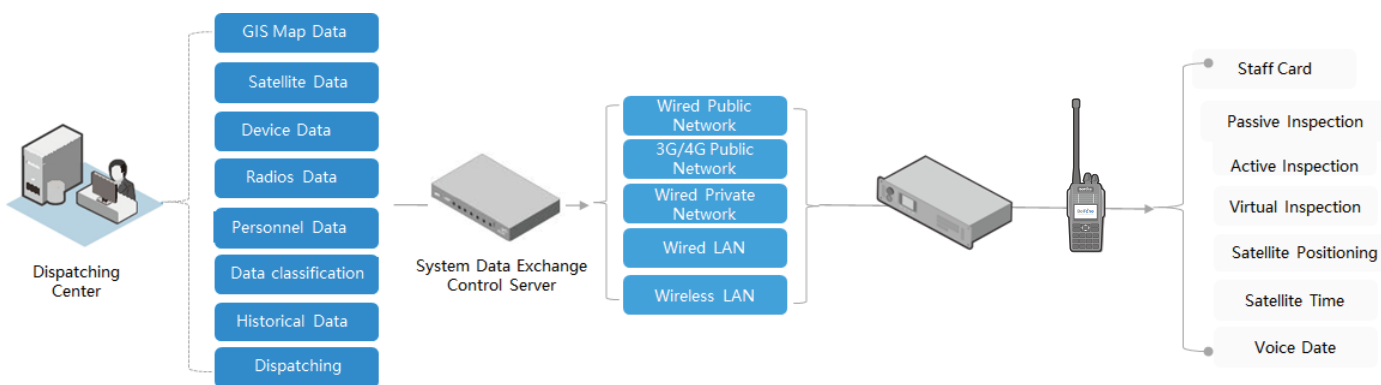 GIS Map Data
Satellite Data
Device Data
Radios Data
Personnel Data
Data classification
Historical Data
Dispatching
Dispatching
Center
System Data Exchange
Control Server
Wired Public
Network
3G/4G Public
Network
Wired Private
Network
Wired LAN
Wireless LAN
Staff Card
Passive Inspection
Active Inspection
Virtual Inspection
Satellite Positioning
Satellite Time
Voice Date